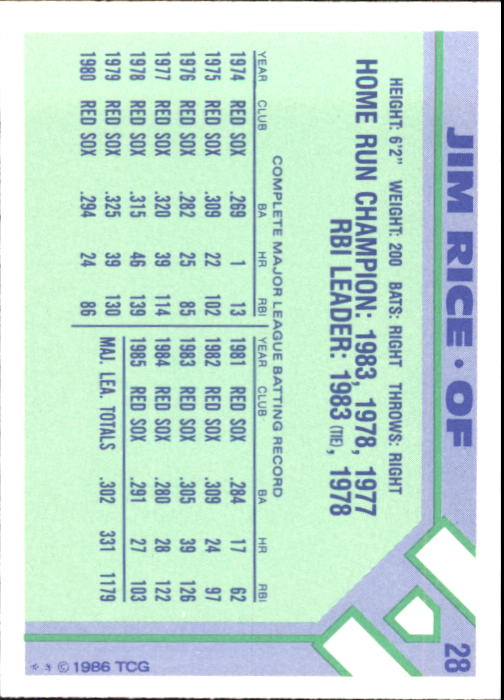 JIM RICE • OF
28
HEIGHT: 6'2" WEIGHT: 200 BATS: RIGHT THROWS: RIGHT
HOME RUN CHAMPION: 1983, 1978, 1977
RBI LEADER: 1983 (TIE), 1978
COMPLETE MAJOR LEAGUE BATTING RECORD
YEAR CLUB BA HR RBI
1974 RED SOX .269 1 13
1975 RED SOX .309 22 102
1976 RED SOX .282 25 85
1977 RED SOX .320 39 114
1978 RED SOX .315 46 139
1979 RED SOX .325 39 130
1980 RED SOX .294 24 86
YEAR CLUB BA HR RBI
1981 RED SOX .284 17 62
1982 RED SOX .309 24 97
1983 RED SOX .305 39 126
1984 RED SOX .280 28 122
1985 RED SOX .291 27 103
MAJ. LEA. TOTALS .302 331 1179
* * © 1986 TCG